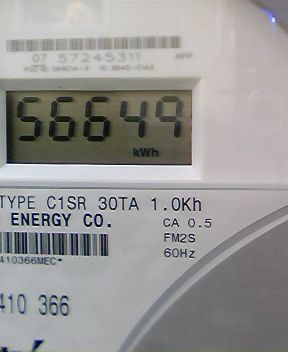 07 57245311
56649
kWh
TYPE C1SR 30TA 1.0Kh
ENERGY CO.
CA 0.5
FM2S
60Hz
410366MEC*
410 366